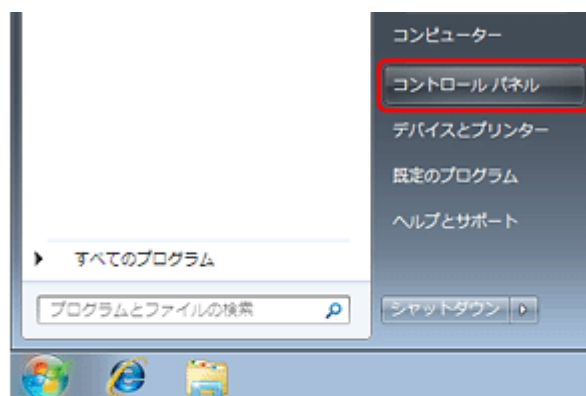 コンピューター
コントロール パネル
デバイスとプリンター
既定のプログラム
ヘルプとサポート
すべてのプログラム
プログラムとファイルの検索
シャットダウン